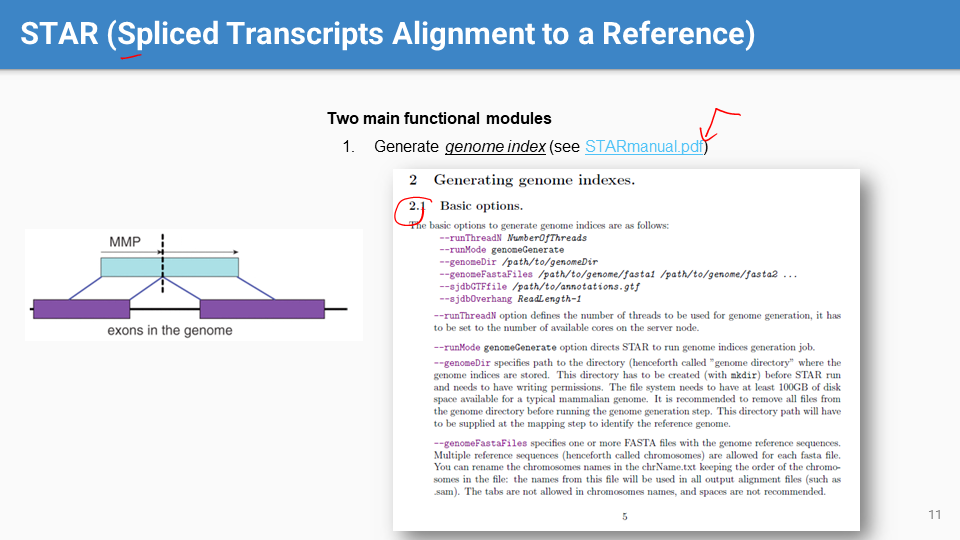 STAR (Spliced Transcripts Alignment to a Reference)
Two main functional modules
1. Generate genome index (see STARmanual.pdf)
MMP
exons in the genome
2 Generating genome indexes.
2.1 Basic options.
The basic options to generate genome indices are as follows:
--runThreadN NumberOfThreads
--runMode genomeGenerate
--genomeDir /path/to/genomeDir
--genomeFastaFiles /path/to/genome/fasta1 /path/to/genome/fasta2 ...
--sjdbGTFfile /path/to/annotations.gtf
--sjdbOverhang ReadLength-1
--runThreadN option defines the number of threads to be used for genome generation, it has
to be set to the number of available cores on the server node.
--runMode genomeGenerate option directs STAR to run genome indices generation job.
--genomeDir specifies path to the directory (henceforth called "genome directory" where the
genome indices are stored. This directory has to be created (with mkdir) before STAR run
and needs to have writing permissions. The file system needs to have at least 100GB of disk
space available for a typical mammalian genome. It is recommended to remove all files from
the genome directory before running the genome generation step. This directory path will have
to be supplied at the mapping step to identify the reference genome.
--genomeFastaFiles specifies one or more FASTA files with the genome reference sequences.
Multiple reference sequences (henceforth called chromosomes) are allowed for each fasta file.
You can rename the chromosomes names in the chrName.txt keeping the order of the chromo-
somes in the file: the names from this file will be used in all output alignment files (such as
.sam). The tabs are not allowed in chromosomes names, and spaces are not recommended.
5
11